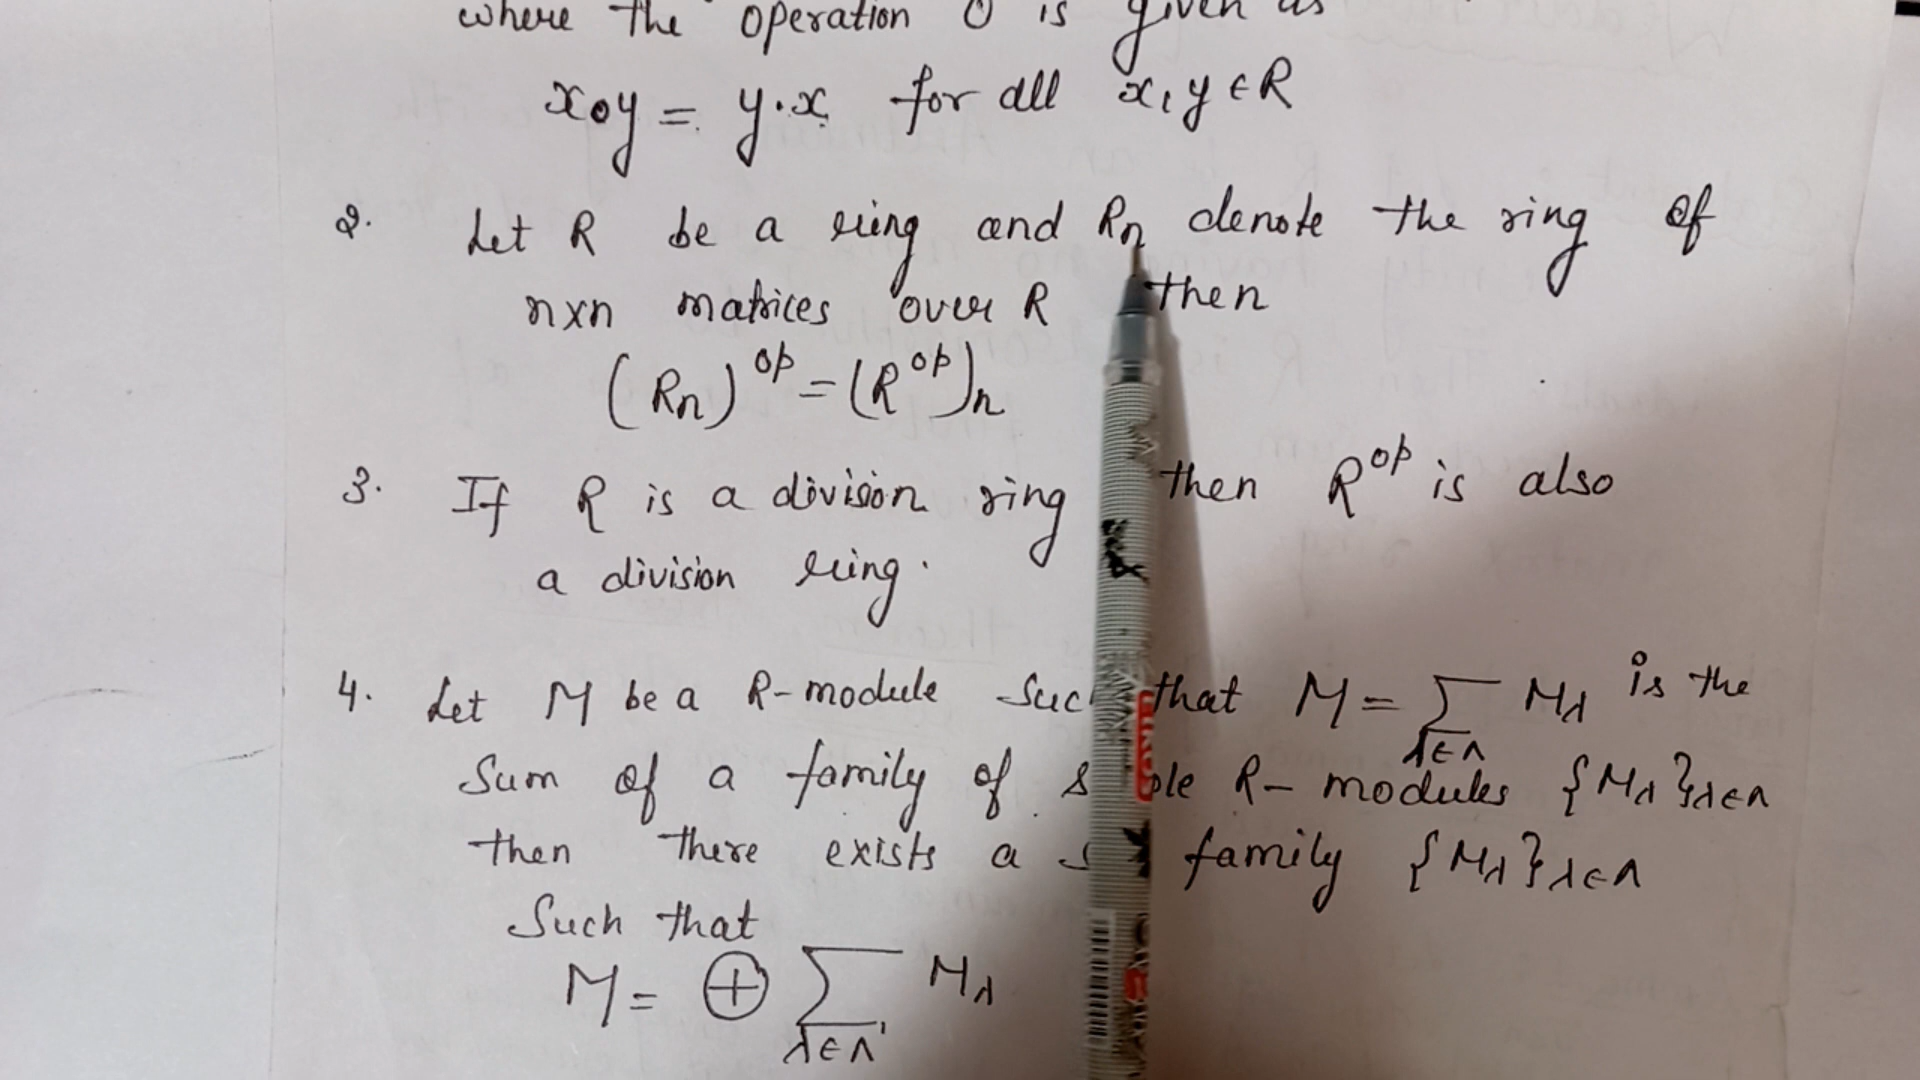 where the operation O is given as
xoy = y·x for all x, y ∈ R
2. Let R be a ring and Rn denote the ring of
nxn matrices over R then
(Rn)^op = (R^op)n
3. If R is a division ring then R^op is also
a division ring.
4. Let M be a R-module that M = ∑ Mλ is the
λ∈Λ
Sum of a family of R-modules {Mλ}λ∈Λ
then there exists a family {Mλ}λ∈Λ
Such that
M = ⊕ ∑ Mλ
λ∈Λ'